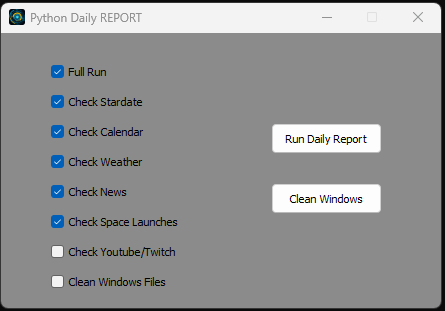 Python Daily REPORT
Full Run
Check Stardate
Check Calendar
Check Weather
Check News
Check Space Launches
Check Youtube/Twitch
Clean Windows Files
Run Daily Report
Clean Windows